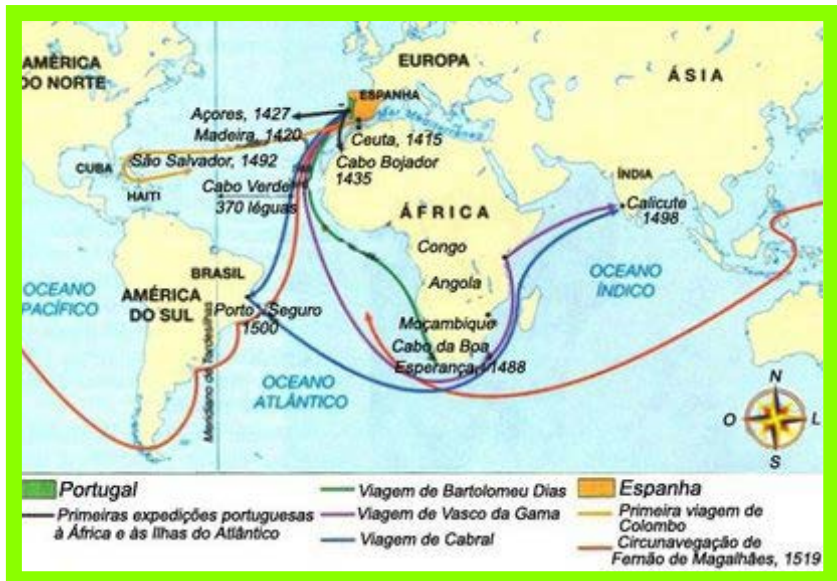 AMÉRICA
DO NORTE
EUROPA
ÁSIA
ESPANHA
Açores, 1427
Mar Mediterrâneo
Madeira, 1420
Ceuta, 1415
CUBA
São Salvador, 1492
Cabo Bojador
1435
HAITI
Cabo Verde
370 léguas
ÍNDIA
Calicute
1498
ÁFRICA
Congo
BRASIL
OCEANO
PACÍFICO
AMÉRICA
DO SUL
Angola
OCEANO
ÍNDICO
Porto Seguro
1500
Moçambique
Cabo da Boa
Esperança, 1488
Meridiano de Tordesilhas
OCEANO
ATLÂNTICO
N
O
L
S
Portugal
Primeiras expedições portuguesas
à África e às Ilhas do Atlântico
Viagem de Bartolomeu Dias
Viagem de Vasco da Gama
Viagem de Cabral
Espanha
Primeira viagem de
Colombo
Circunavegação de
Fernão de Magalhães, 1519